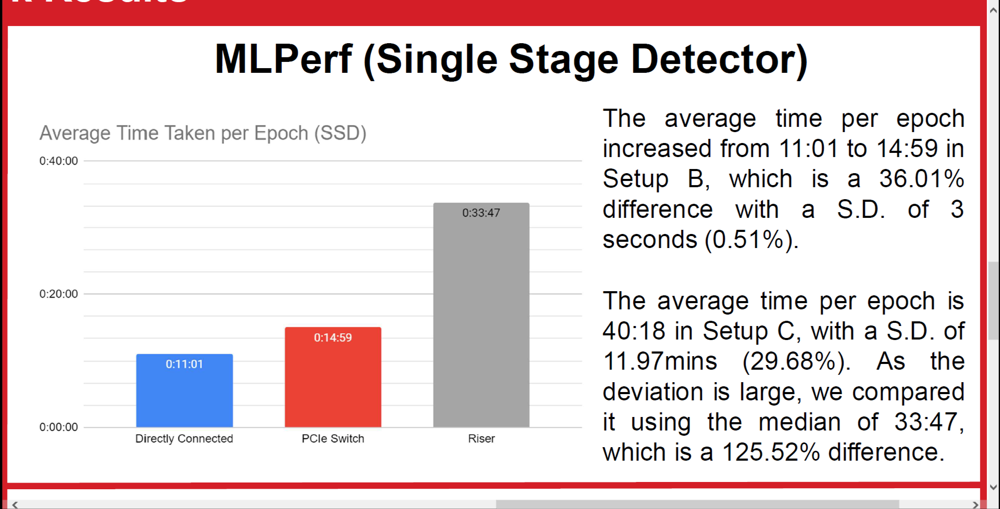 k Results
MLPerf (Single Stage Detector)
Average Time Taken per Epoch (SSD)
0:40:00
0:20:00
0:00:00
0:33:47
0:14:59
0:11:01
Directly Connected
PCIe Switch
Riser
The average time per epoch
increased from 11:01 to 14:59 in
Setup B, which is a 36.01%
difference with a S.D. of 3
seconds (0.51%).
The average time per epoch is
40:18 in Setup C, with a S.D. of
11.97mins (29.68%). As the
deviation is large, we compared
it using the median of 33:47,
which is a 125.52% difference.